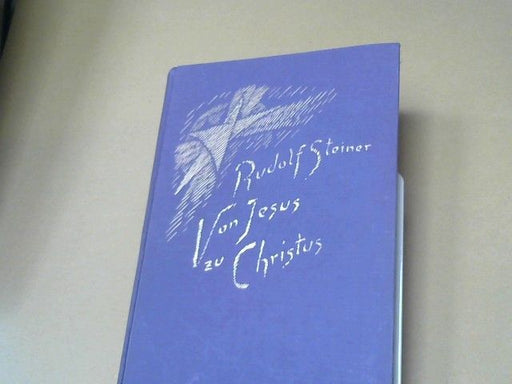 Rudolf Steiner
Von Jesus
zu Christus